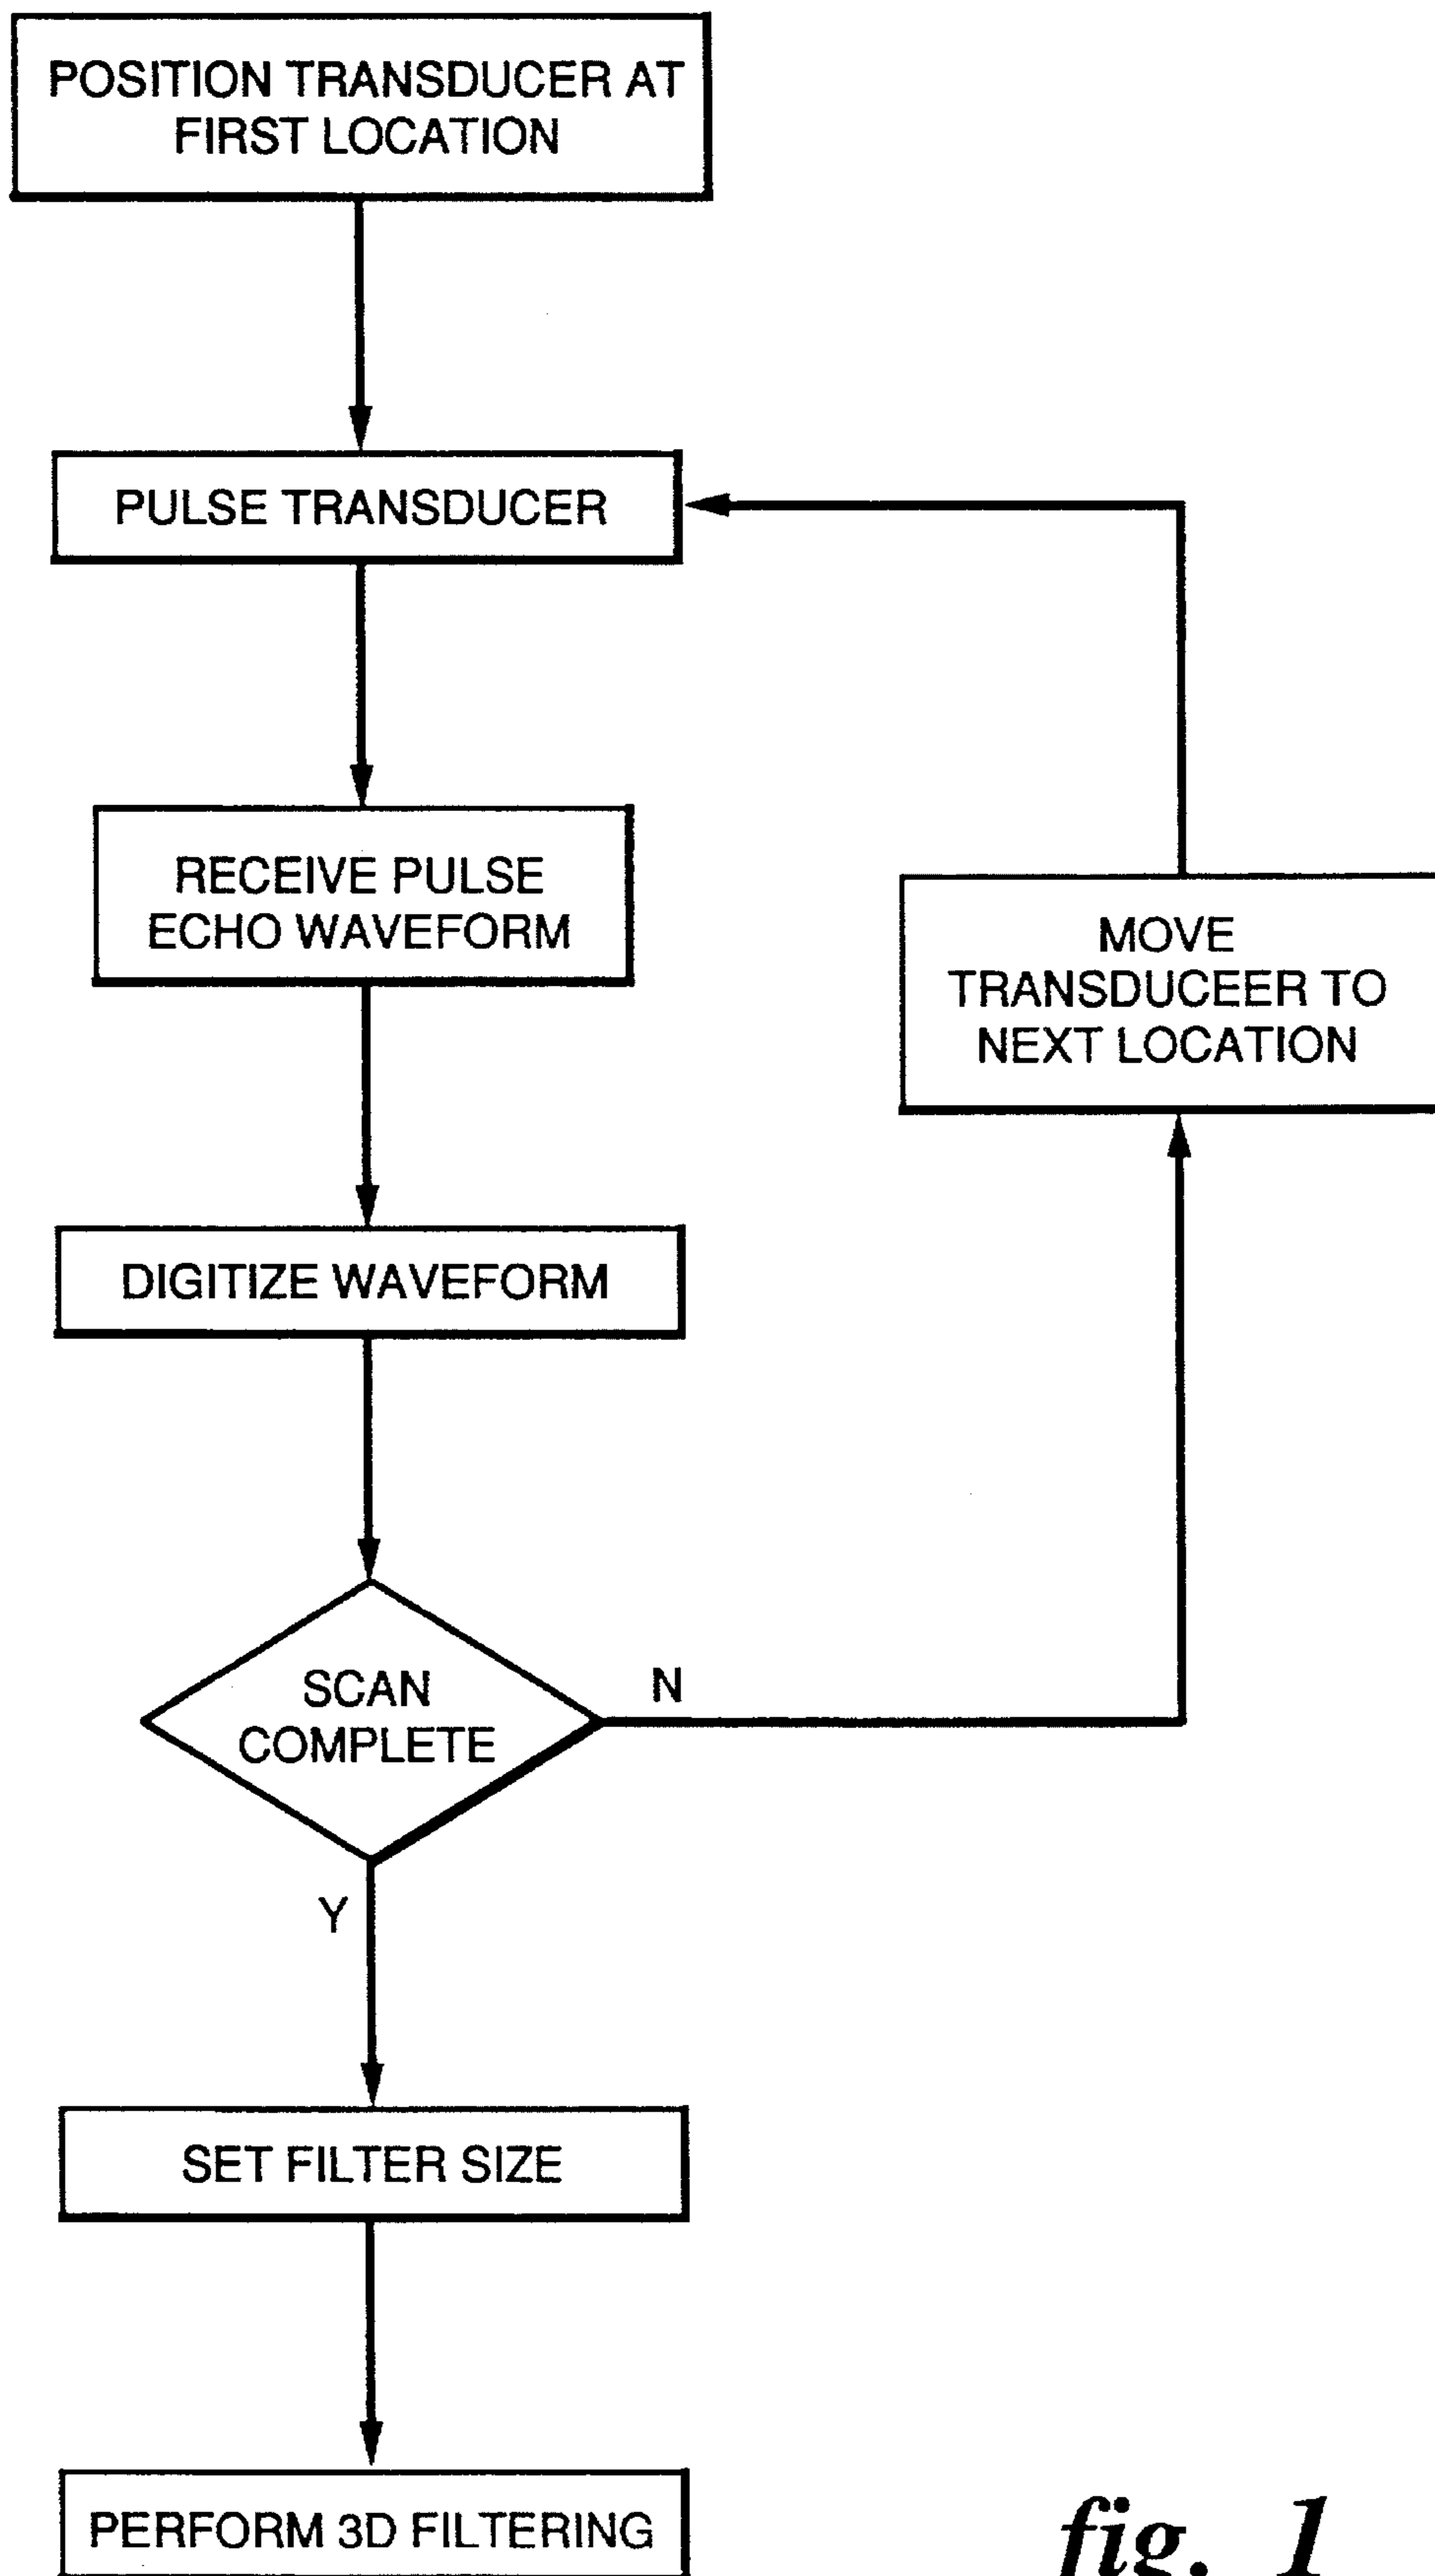 POSITION TRANSDUCER AT
FIRST LOCATION
PULSE TRANSDUCER
RECEIVE PULSE
ECHO WAVEFORM
MOVE
TRANSDUCEER TO
NEXT LOCATION
DIGITIZE WAVEFORM
SCAN
COMPLETE
N
Y
SET FILTER SIZE
PERFORM 3D FILTERING
fig. 1